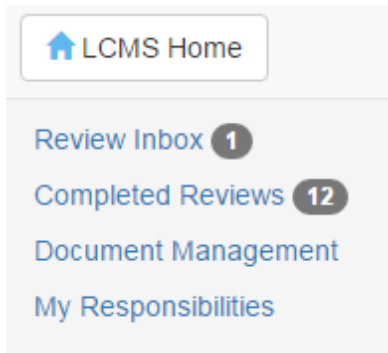 LCMS Home
Review Inbox 1
Completed Reviews 12
Document Management
My Responsibilities